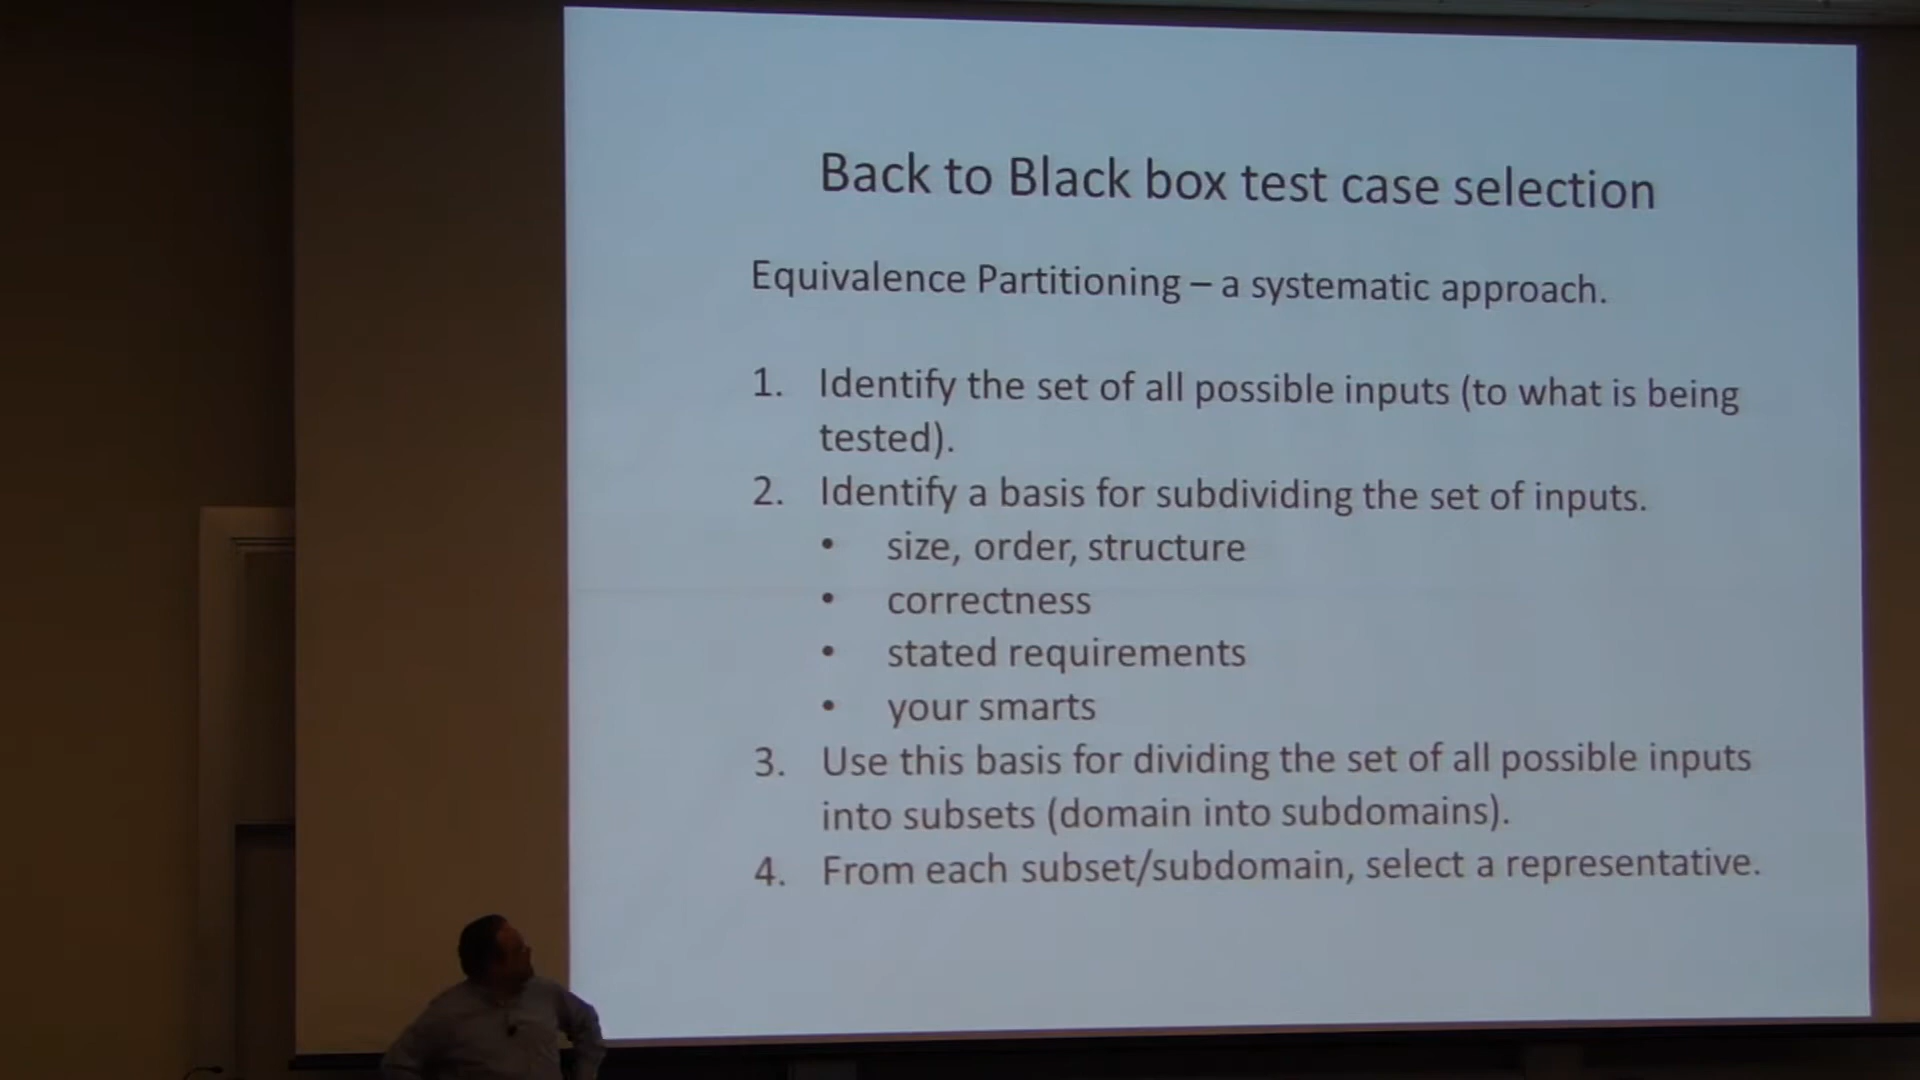 Back to Black box test case selection
Equivalence Partitioning – a systematic approach.
1. Identify the set of all possible inputs (to what is being
tested).
2. Identify a basis for subdividing the set of inputs.
• size, order, structure
• correctness
• stated requirements
• your smarts
3. Use this basis for dividing the set of all possible inputs
into subsets (domain into subdomains).
4. From each subset/subdomain, select a representative.